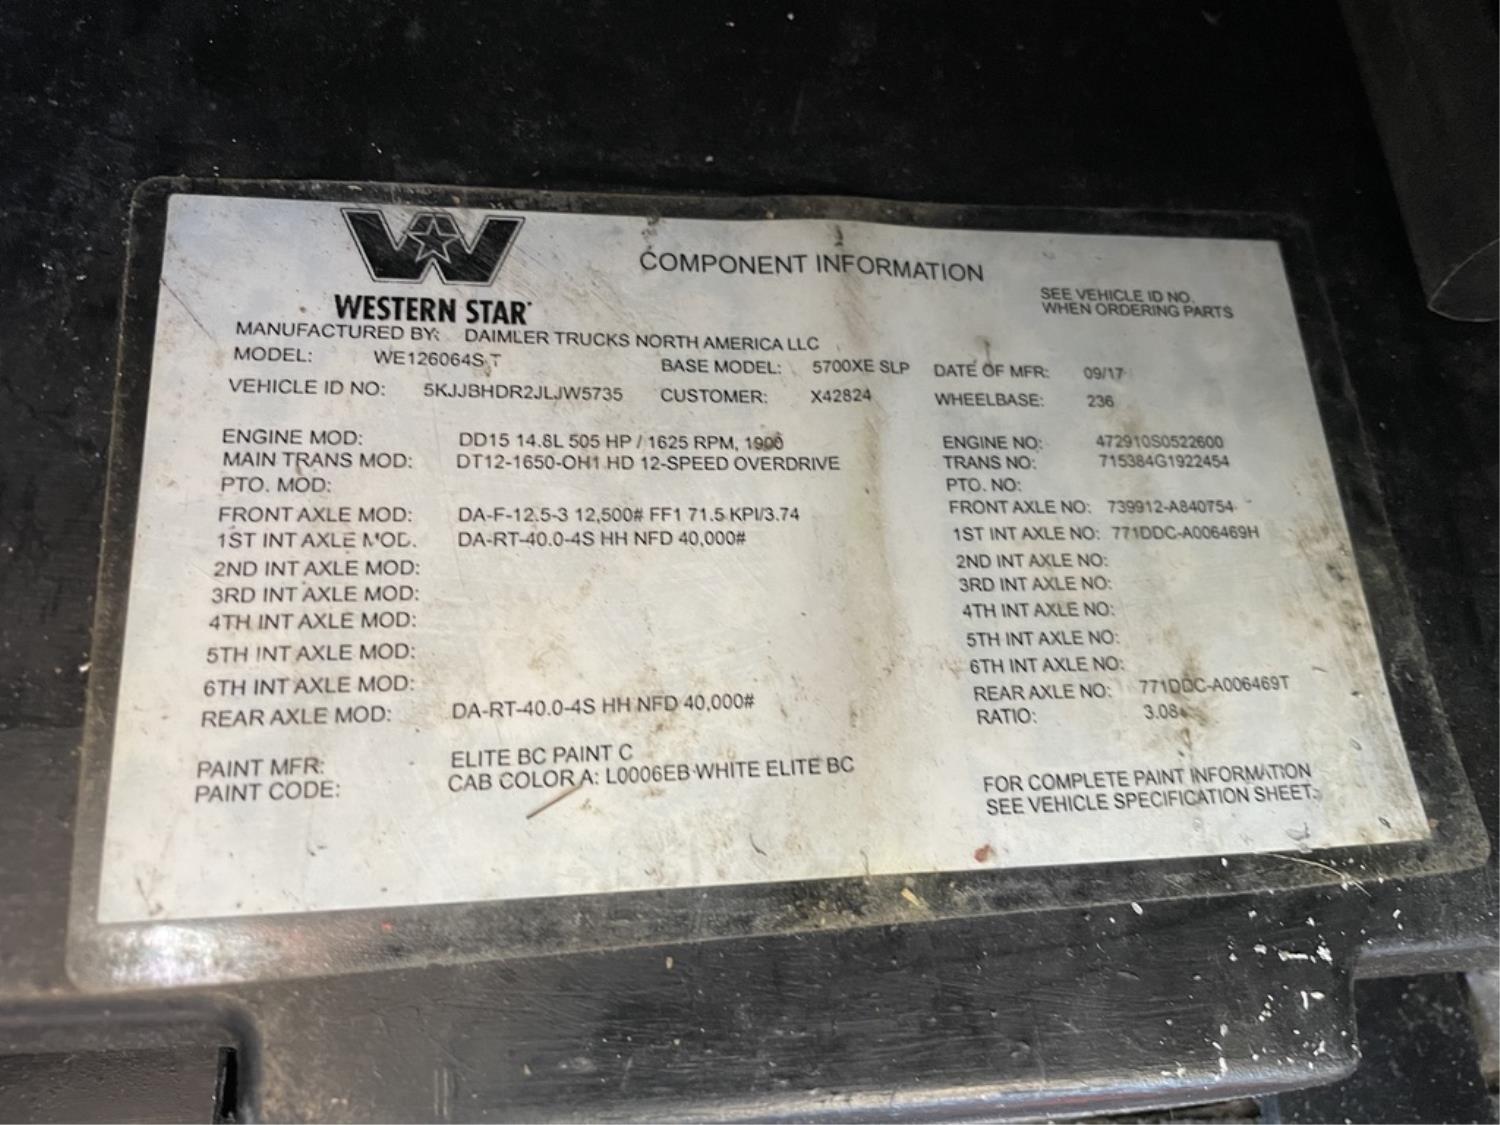 W
WESTERN STAR
COMPONENT INFORMATION
SEE VEHICLE ID NO.
WHEN ORDERING PARTS
MANUFACTURED BY: DAIMLER TRUCKS NORTH AMERICA LLC
MODEL: WE126064S T BASE MODEL: 5700XE SLP DATE OF MFR: 09/17
VEHICLE ID NO: 5KJJBHDR2JLJW5735 CUSTOMER: X42824 WHEELBASE: 236
ENGINE MOD: DD15 14.8L 505 HP / 1625 RPM, 1900 ENGINE NO: 472910S0522600
MAIN TRANS MOD: DT12-1650-OH1 HD 12-SPEED OVERDRIVE TRANS NO: 715384G1922454
PTO. MOD: PTO. NO:
FRONT AXLE MOD: DA-F-12.5-3 12,500# FF1 71.5 KPI/3.74 FRONT AXLE NO: 739912-A840754
1ST INT AXLE MOD. DA-RT-40.0-4S HH NFD 40,000# 1ST INT AXLE NO: 771DDC-A006469H
2ND INT AXLE MOD: 2ND INT AXLE NO:
3RD INT AXLE MOD: 3RD INT AXLE NO:
4TH INT AXLE MOD: 4TH INT AXLE NO:
5TH INT AXLE MOD: 5TH INT AXLE NO:
6TH INT AXLE MOD: 6TH INT AXLE NO:
REAR AXLE MOD: DA-RT-40.0-4S HH NFD 40,000# REAR AXLE NO: 771DDC-A006469T
RATIO: 3.08
PAINT MFR: ELITE BC PAINT C
PAINT CODE: CAB COLOR A: L0006EB WHITE ELITE BC
FOR COMPLETE PAINT INFORMATION
SEE VEHICLE SPECIFICATION SHEET.